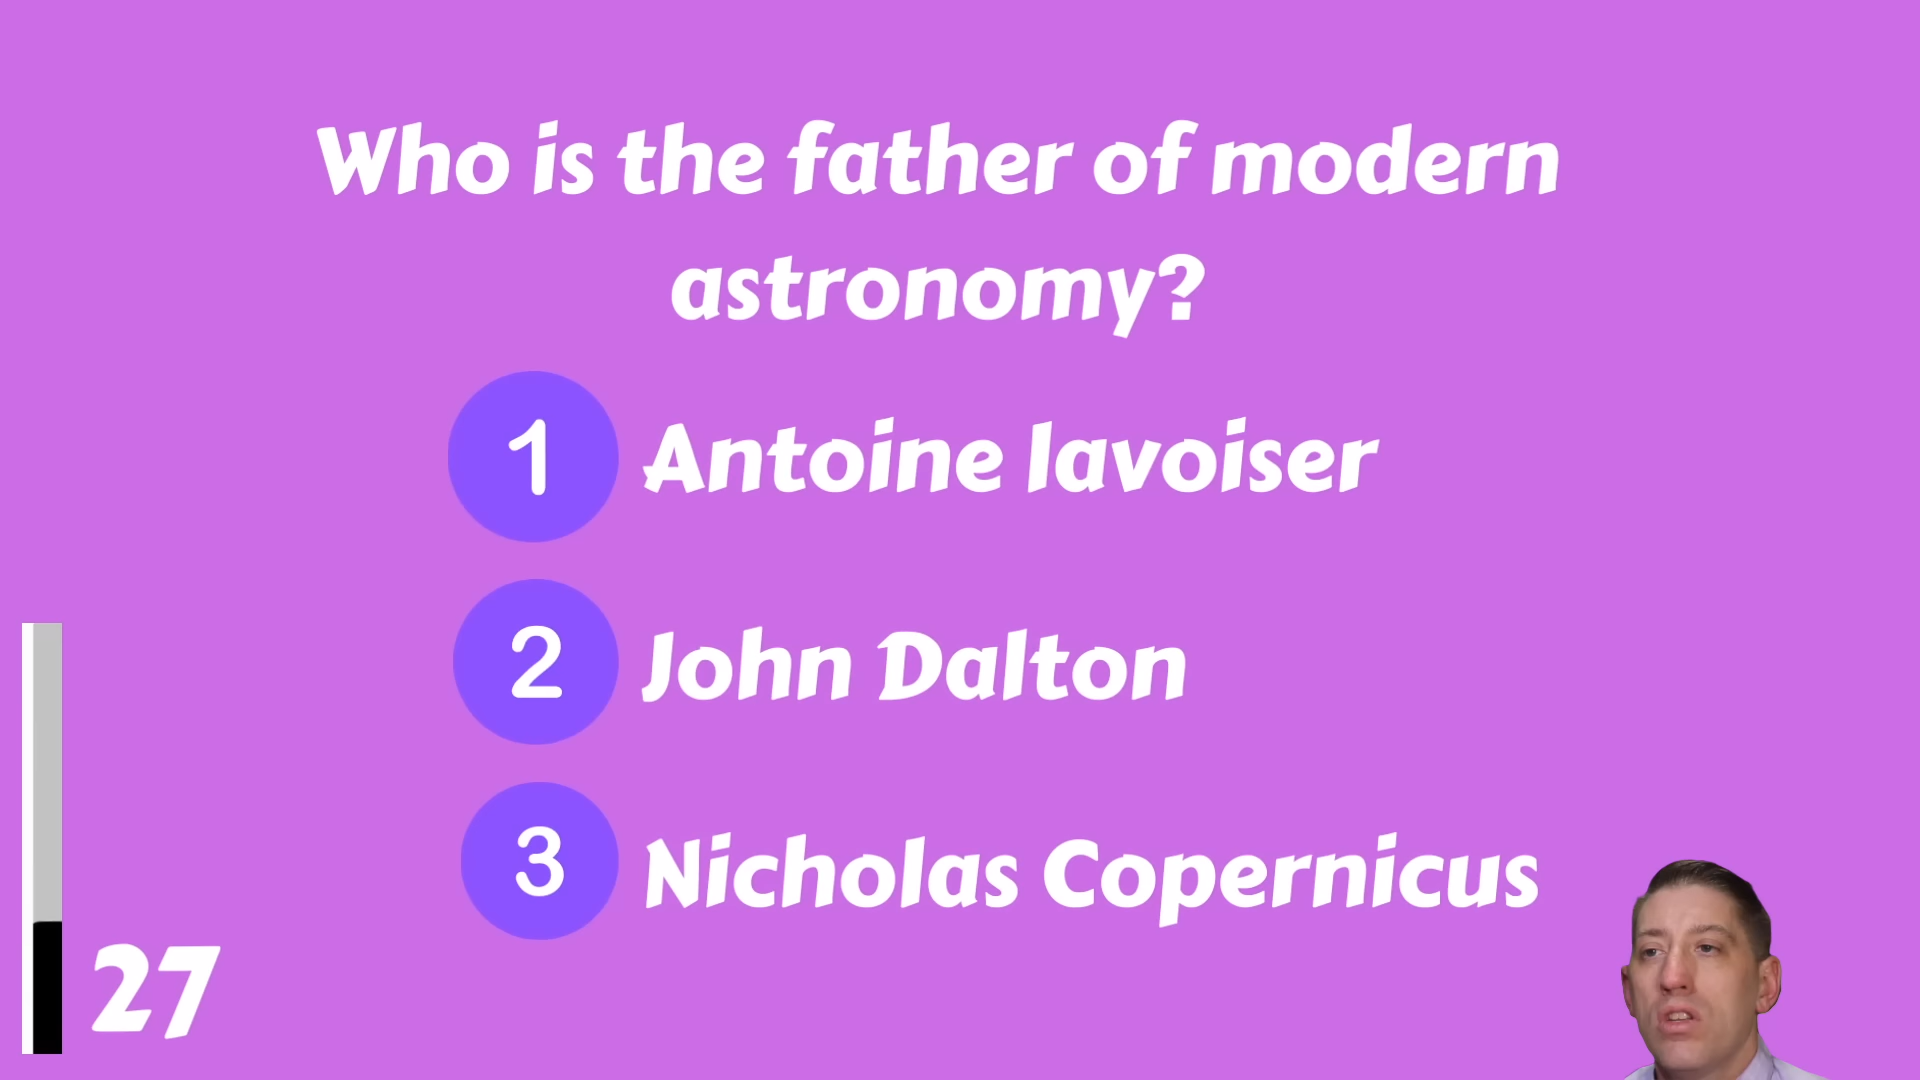 Who is the father of modern
astronomy?
1 Antoine lavoiser
2 John Dalton
3 Nicholas Copernicus
27